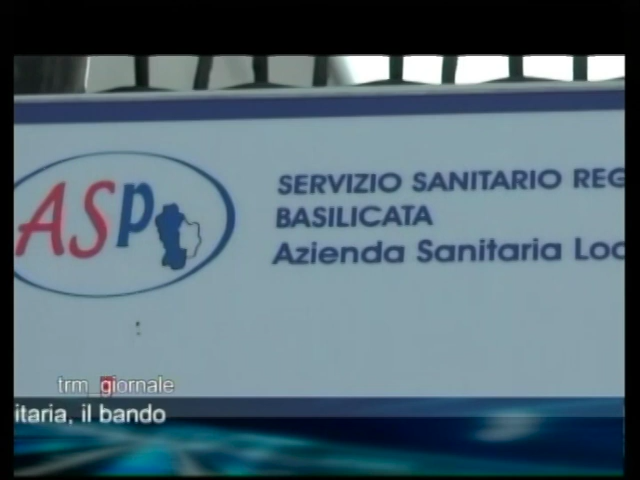 ASP
SERVIZIO SANITARIO REG
BASILICATA
Azienda Sanitaria Loc
trm giornale
itaria, il bando